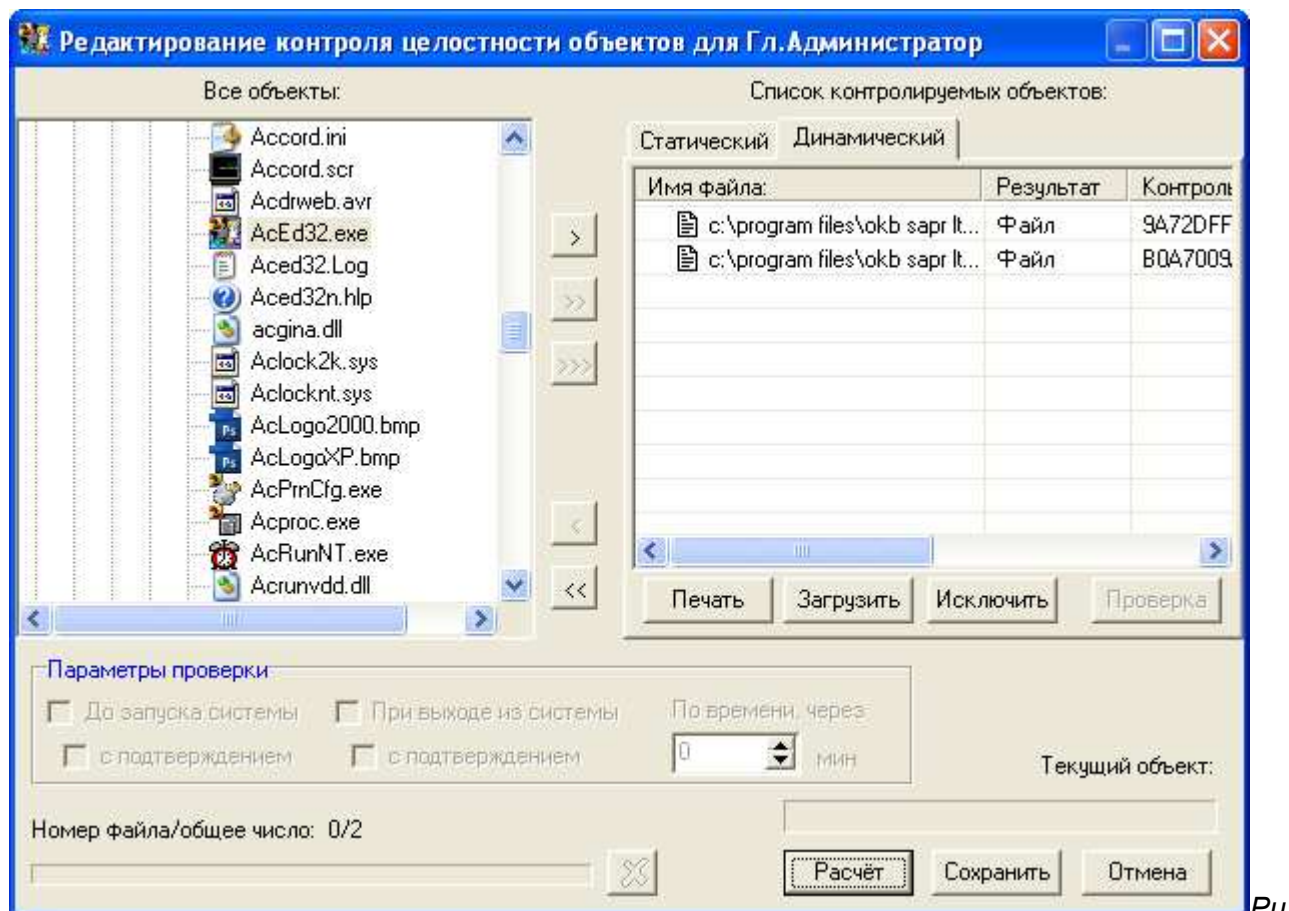 Редактирование контроля целостности объектов для Гл.Администратор
Все объекты:
Accord.ini
Accord.scr
Acdrweb.avr
AcEd32.exe
Aced32.Log
Aced32n.hlp
acgina.dll
Aclock2k.sys
Aclocknt.sys
AcLogo2000.bmp
AcLogoXP.bmp
AcPrnCfg.exe
Acproc.exe
AcRunNT.exe
Acrunvdd.dll
>
>>
>>>
<
<<
Список контролируемых объектов:
Статический Динамический
Имя файла: Результат Контроль
c:\program files\okb sapr lt... Файл 9A72DFF
c:\program files\okb sapr lt... Файл B0A7009
Печать Загрузить Исключить Проверка
Параметры проверки
До запуска системы При выходе из системы По времени, через
с подтверждением с подтверждением 0 мин
Текущий объект:
Номер файла/общее число: 0/2
Расчёт Сохранить Отмена
Ри